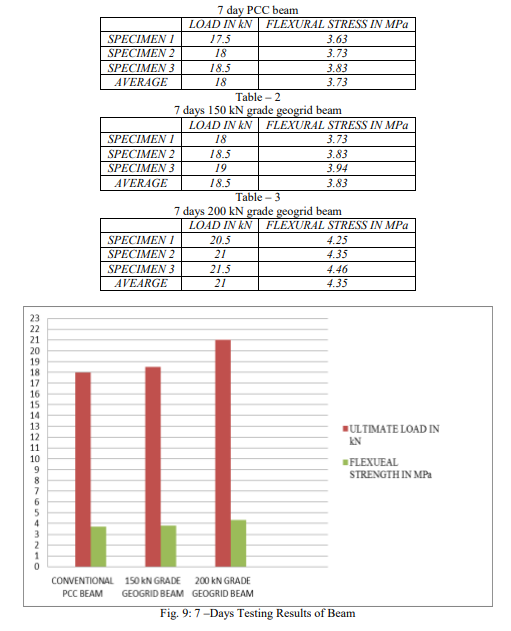 7 day PCC beam
LOAD IN kN FLEXURAL STRESS IN MPa
SPECIMEN 1 17.5 3.63
SPECIMEN 2 18 3.73
SPECIMEN 3 18.5 3.83
AVERAGE 18 3.73
Table – 2
7 days 150 kN grade geogrid beam
LOAD IN kN FLEXURAL STRESS IN MPa
SPECIMEN 1 18 3.73
SPECIMEN 2 18.5 3.83
SPECIMEN 3 19 3.94
AVERAGE 18.5 3.83
Table – 3
7 days 200 kN grade geogrid beam
LOAD IN kN FLEXURAL STRESS IN MPa
SPECIMEN 1 20.5 4.25
SPECIMEN 2 21 4.35
SPECIMEN 3 21.5 4.46
AVEARGE 21 4.35
23
22
21
20
19
18
17
16
15
14
13
12
11
10
9
8
7
6
5
4
3
2
1
0
ULTIMATE LOAD IN
kN
FLEXUEAL
STRENGTH IN MPa
CONVENTIONAL 150 kN GRADE 200 kN GRADE
PCC BEAM GEOGRID BEAM GEOGRID BEAM
Fig. 9: 7 –Days Testing Results of Beam